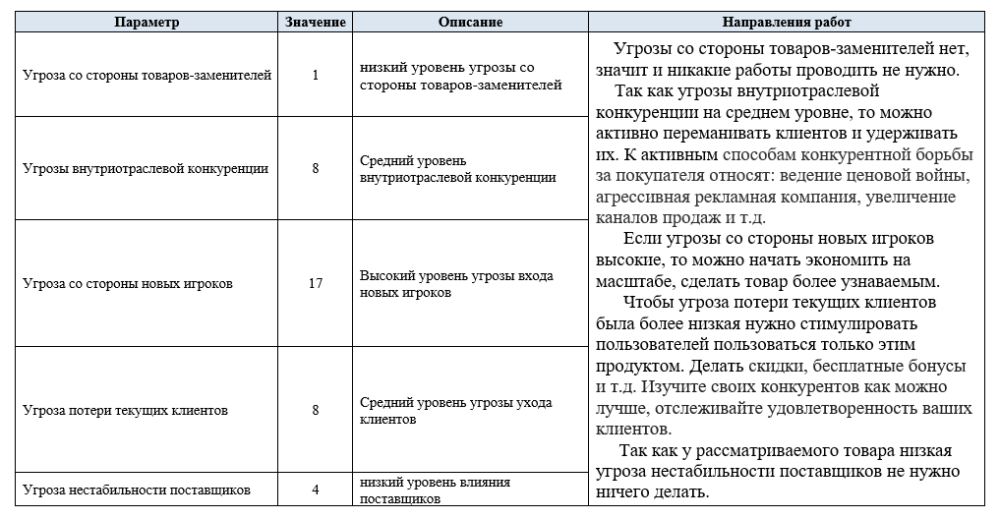 Параметр Значение Описание Направления работ
Угроза со стороны товаров-заменителей 1 низкий уровень угрозы со
стороны товаров-заменителей
Угрозы внутриотраслевой конкуренции 8 Средний уровень
внутриотраслевой конкуренции
Угроза со стороны новых игроков 17 Высокий уровень угрозы входа
новых игроков
Угроза потери текущих клиентов 8 Средний уровень угрозы ухода
клиентов
Угроза нестабильности поставщиков 4 низкий уровень влияния
поставщиков
Угрозы со стороны товаров-заменителей нет,
значит и никакие работы проводить не нужно.
Так как угрозы внутриотраслевой
конкуренции на среднем уровне, то можно
активно переманивать клиентов и удерживать
их. К активным способам конкурентной борьбы
за покупателя относят: ведение ценовой войны,
агрессивная рекламная компания, увеличение
каналов продаж и т.д.
Если угрозы со стороны новых игроков
высокие, то можно начать экономить на
масштабе, сделать товар более узнаваемым.
Чтобы угроза потери текущих клиентов
была более низкая нужно стимулировать
пользователей пользоваться только этим
продуктом. Делать скидки, бесплатные бонусы
и т.д. Изучите своих конкурентов как можно
лучше, отслеживайте удовлетворенность ваших
клиентов.
Так как у рассматриваемого товара низкая
угроза нестабильности поставщиков не нужно
ничего делать.